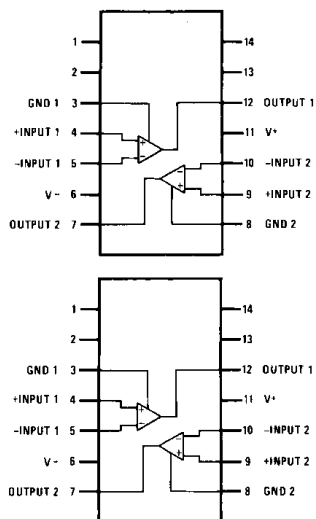 1 14
2 13
GND 1 3 12 OUTPUT 1
+ −
+INPUT 1 4 11 V+
−INPUT 1 5 10 −INPUT 2
− +
V− 6 9 +INPUT 2
OUTPUT 2 7 8 GND 2
1 14
2 13
GND 1 3 12 OUTPUT 1
+ −
+INPUT 1 4 11 V+
−INPUT 1 5 10 −INPUT 2
− +
V− 6 9 +INPUT 2
OUTPUT 2 7 8 GND 2